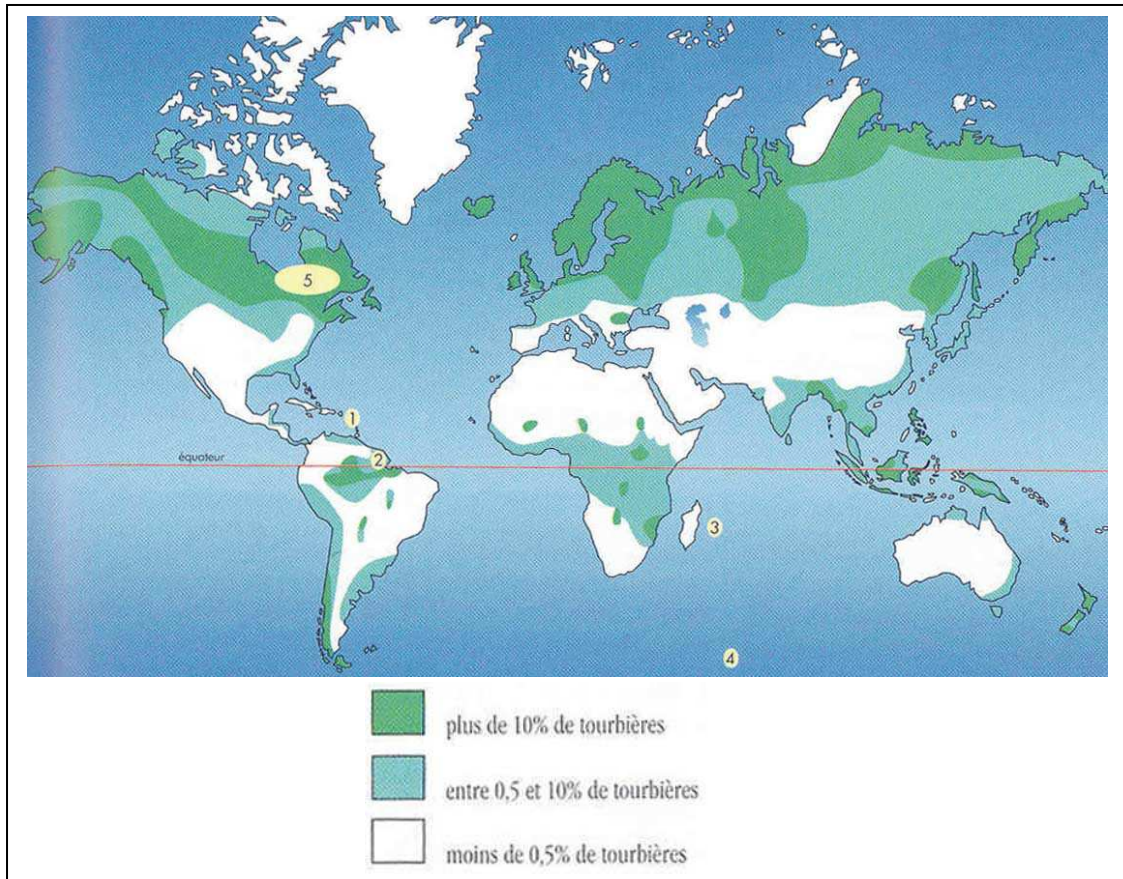 5
1
équateur
2
3
4
plus de 10% de tourbières
entre 0,5 et 10% de tourbières
moins de 0,5% de tourbières